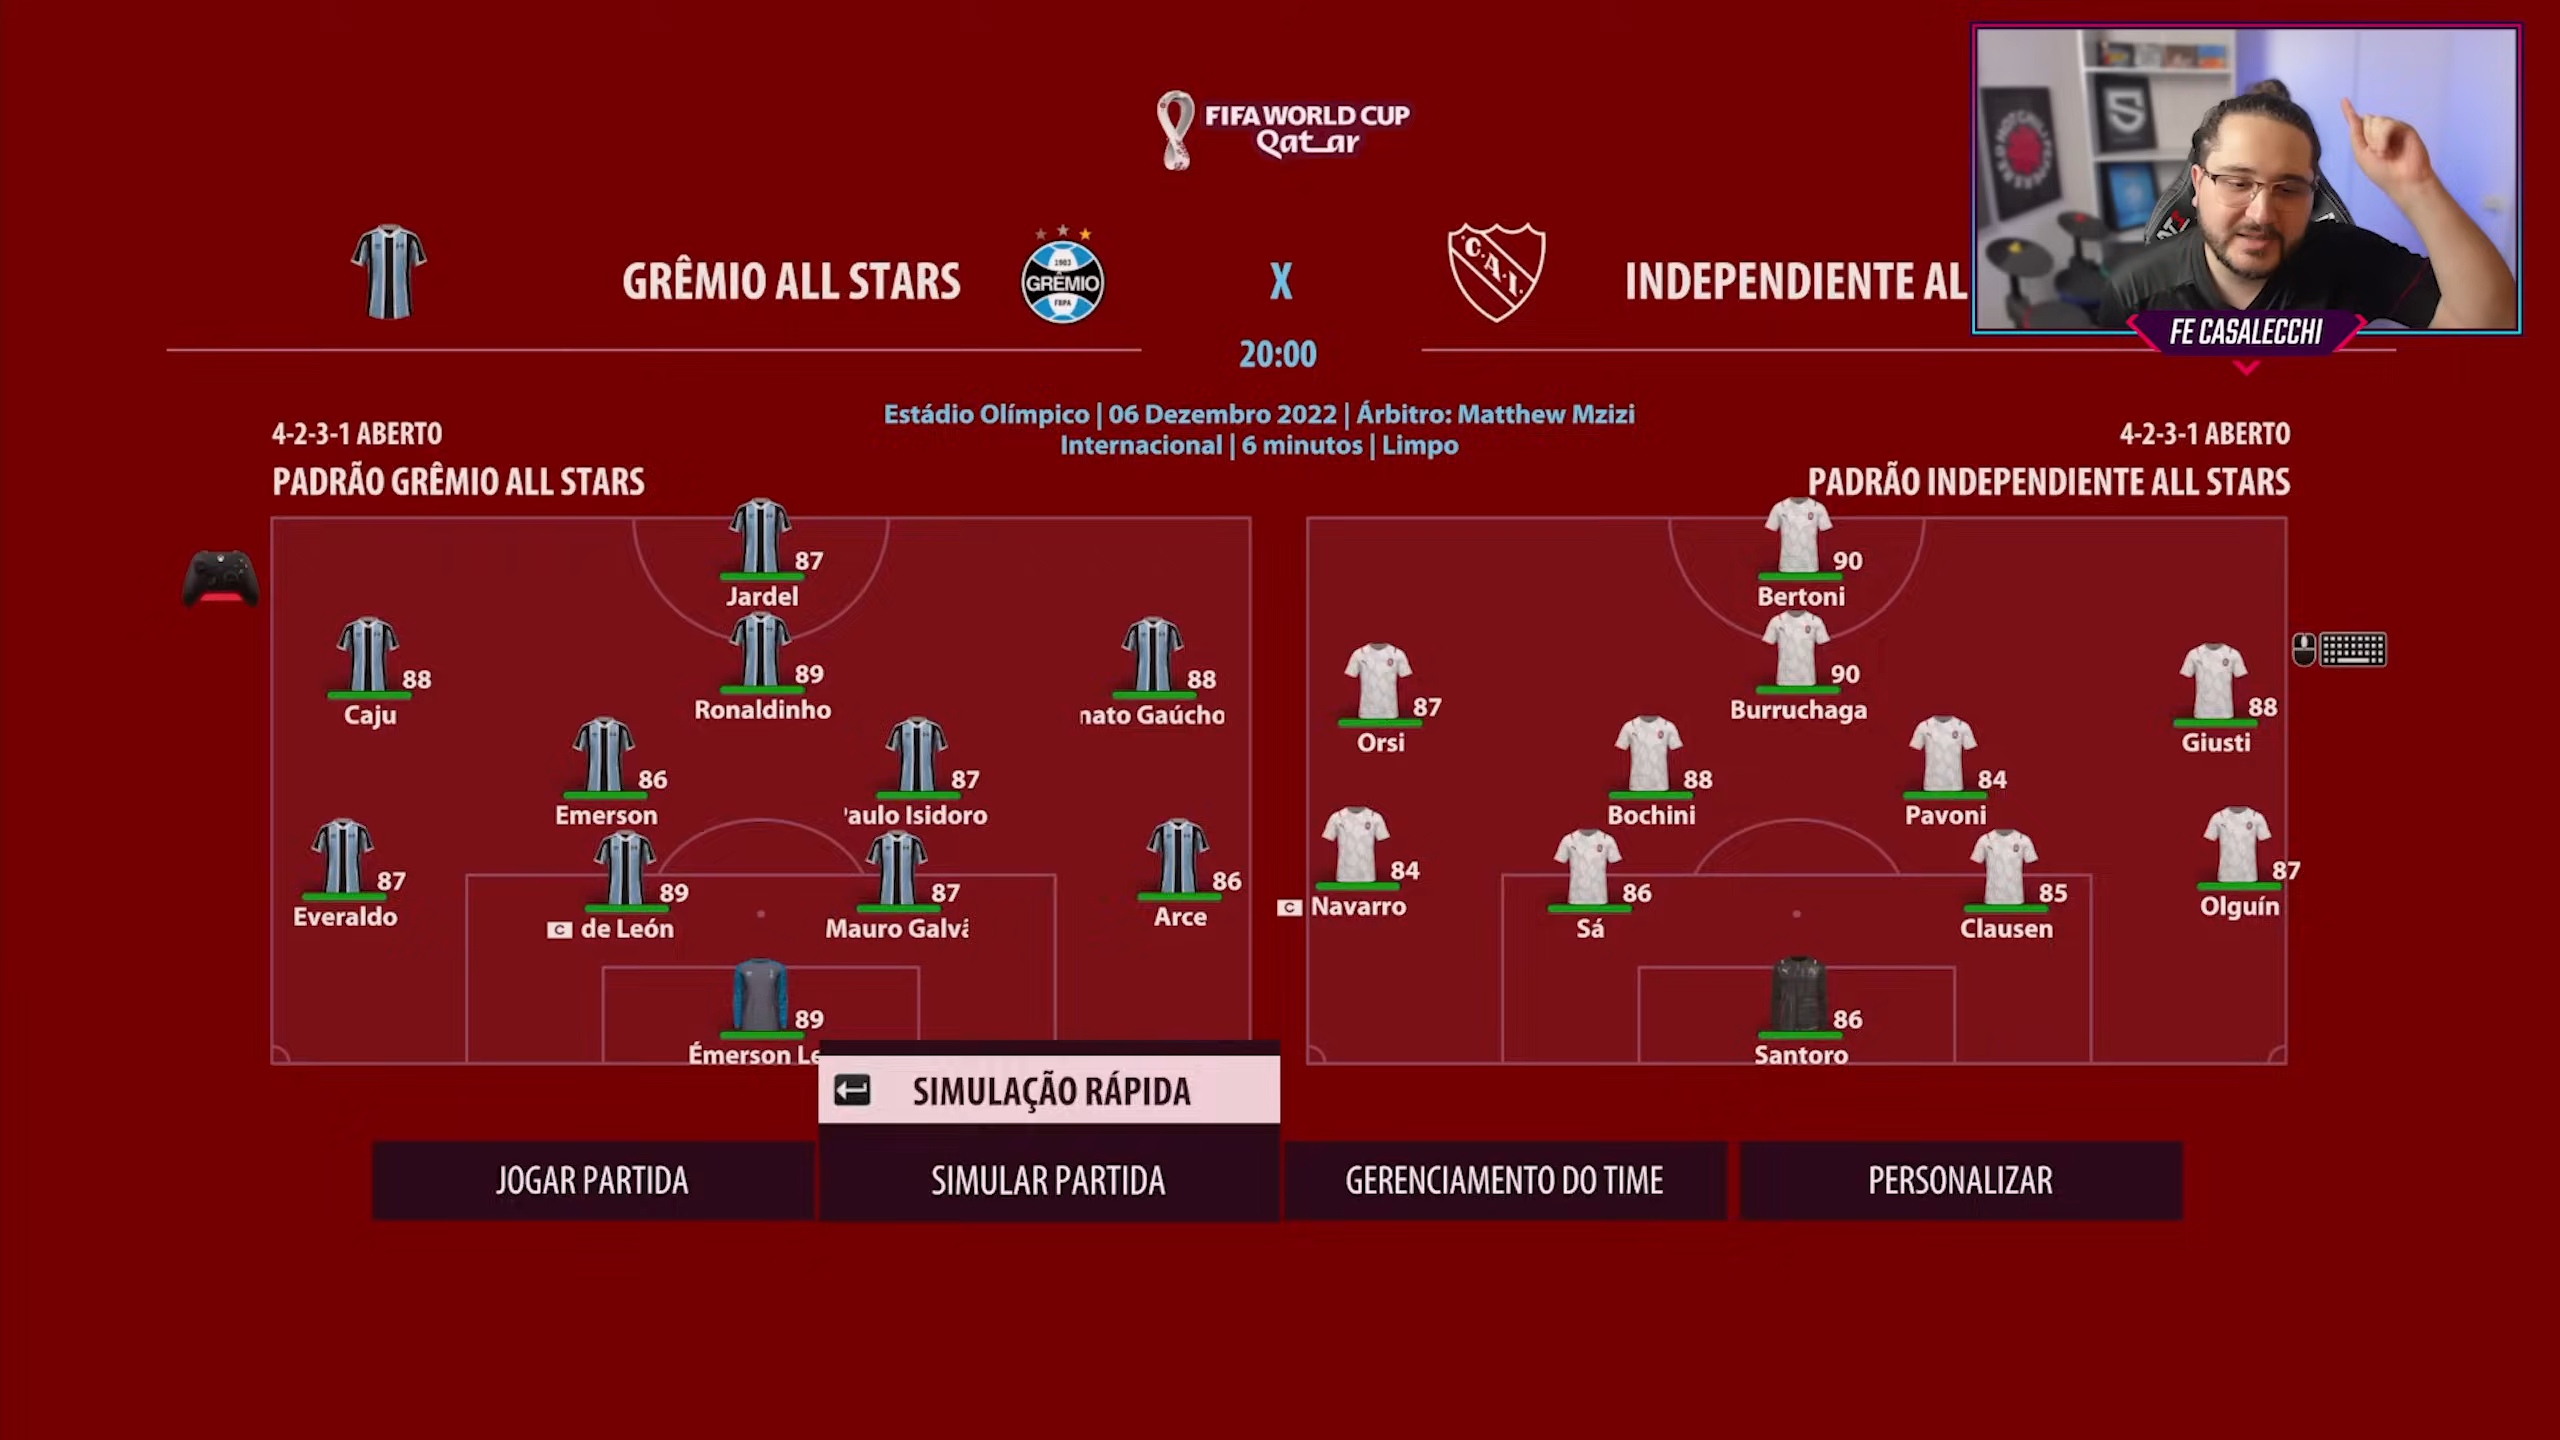 FIFA WORLD CUP
Qatar
GRÊMIO ALL STARS
1903
GRÊMIO
FBPA
X
C.A.I.
INDEPENDIENTE AL
FE CASALECCHI
20:00
Estádio Olímpico | 06 Dezembro 2022 | Árbitro: Matthew Mzizi
Internacional | 6 minutos | Limpo
4-2-3-1 ABERTO
PADRÃO GRÊMIO ALL STARS
87
Jardel
88
Caju
89
Ronaldinho
88
nato Gaúcho
86
Emerson
87
aulo Isidoro
87
Everaldo
89
C de León
87
Mauro Galvã
86
Arce
89
Émerson Le
4-2-3-1 ABERTO
PADRÃO INDEPENDIENTE ALL STARS
90
Bertoni
87
Orsi
90
Burruchaga
88
Giusti
88
Bochini
84
Pavoni
84
C Navarro
86
Sá
85
Clausen
87
Olguín
86
Santoro
SIMULAÇÃO RÁPIDA
JOGAR PARTIDA
SIMULAR PARTIDA
GERENCIAMENTO DO TIME
PERSONALIZAR